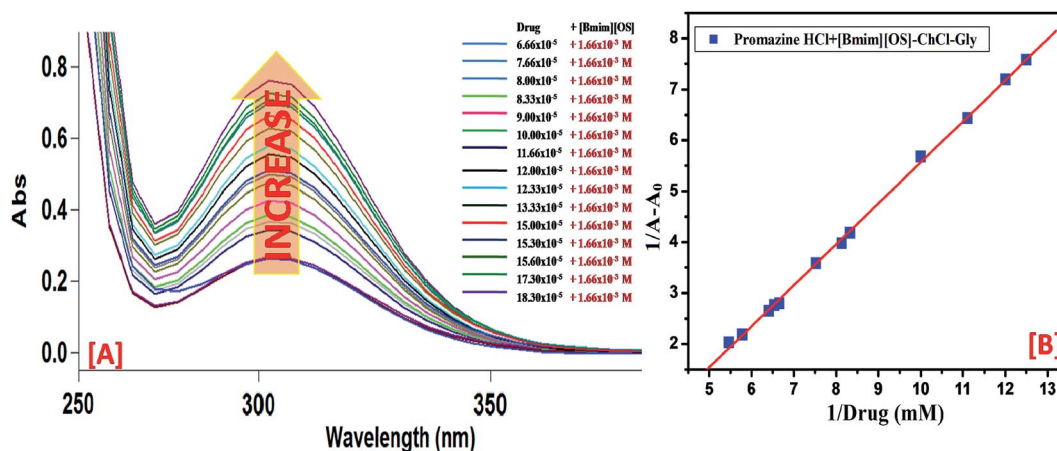 Drug + [Bmim][OS]
6.66x10-5 +1.66x10-3 M
7.66x10-5 +1.66x10-3 M
8.00x10-5 +1.66x10-3 M
8.33x10-5 +1.66x10-3 M
9.00x10-5 +1.66x10-3 M
10.00x10-5 +1.66x10-3 M
11.66x10-5 +1.66x10-3 M
12.00x10-5 +1.66x10-3 M
12.33x10-5 +1.66x10-3 M
13.33x10-5 +1.66x10-3 M
15.00x10-5 +1.66x10-3 M
15.30x10-5 +1.66x10-3 M
15.60x10-5 +1.66x10-3 M
17.30x10-5 +1.66x10-3 M
18.30x10-5 +1.66x10-3 M
INCREASE
Abs
0.8
0.6
0.4
0.2
0.0
[A]
250 300 350
Wavelength (nm)
Promazine HCl+[Bmim][OS]-ChCl-Gly
1/A-A0
8
7
6
5
4
3
2
[B]
5 6 7 8 9 10 11 12 13
1/Drug (mM)